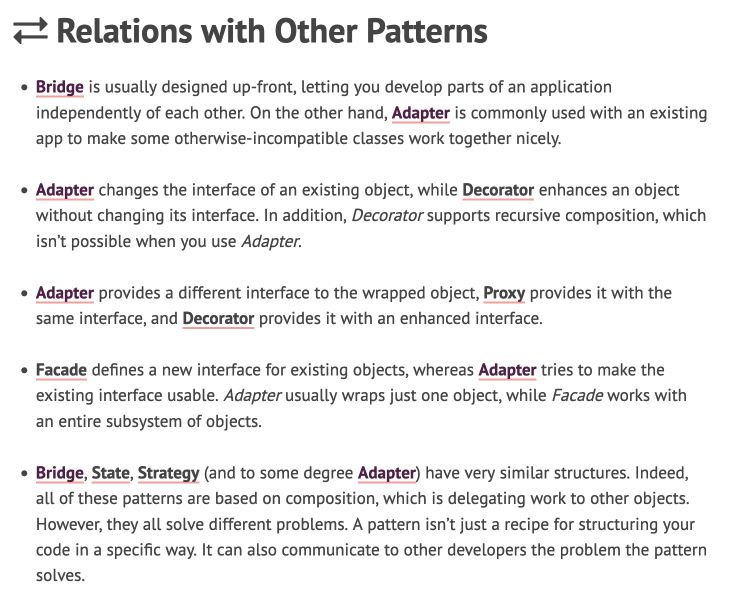 Relations with Other Patterns
• Bridge is usually designed up-front, letting you develop parts of an application
independently of each other. On the other hand, Adapter is commonly used with an existing
app to make some otherwise-incompatible classes work together nicely.
• Adapter changes the interface of an existing object, while Decorator enhances an object
without changing its interface. In addition, Decorator supports recursive composition, which
isn’t possible when you use Adapter.
• Adapter provides a different interface to the wrapped object, Proxy provides it with the
same interface, and Decorator provides it with an enhanced interface.
• Facade defines a new interface for existing objects, whereas Adapter tries to make the
existing interface usable. Adapter usually wraps just one object, while Facade works with
an entire subsystem of objects.
• Bridge, State, Strategy (and to some degree Adapter) have very similar structures. Indeed,
all of these patterns are based on composition, which is delegating work to other objects.
However, they all solve different problems. A pattern isn’t just a recipe for structuring your
code in a specific way. It can also communicate to other developers the problem the pattern
solves.